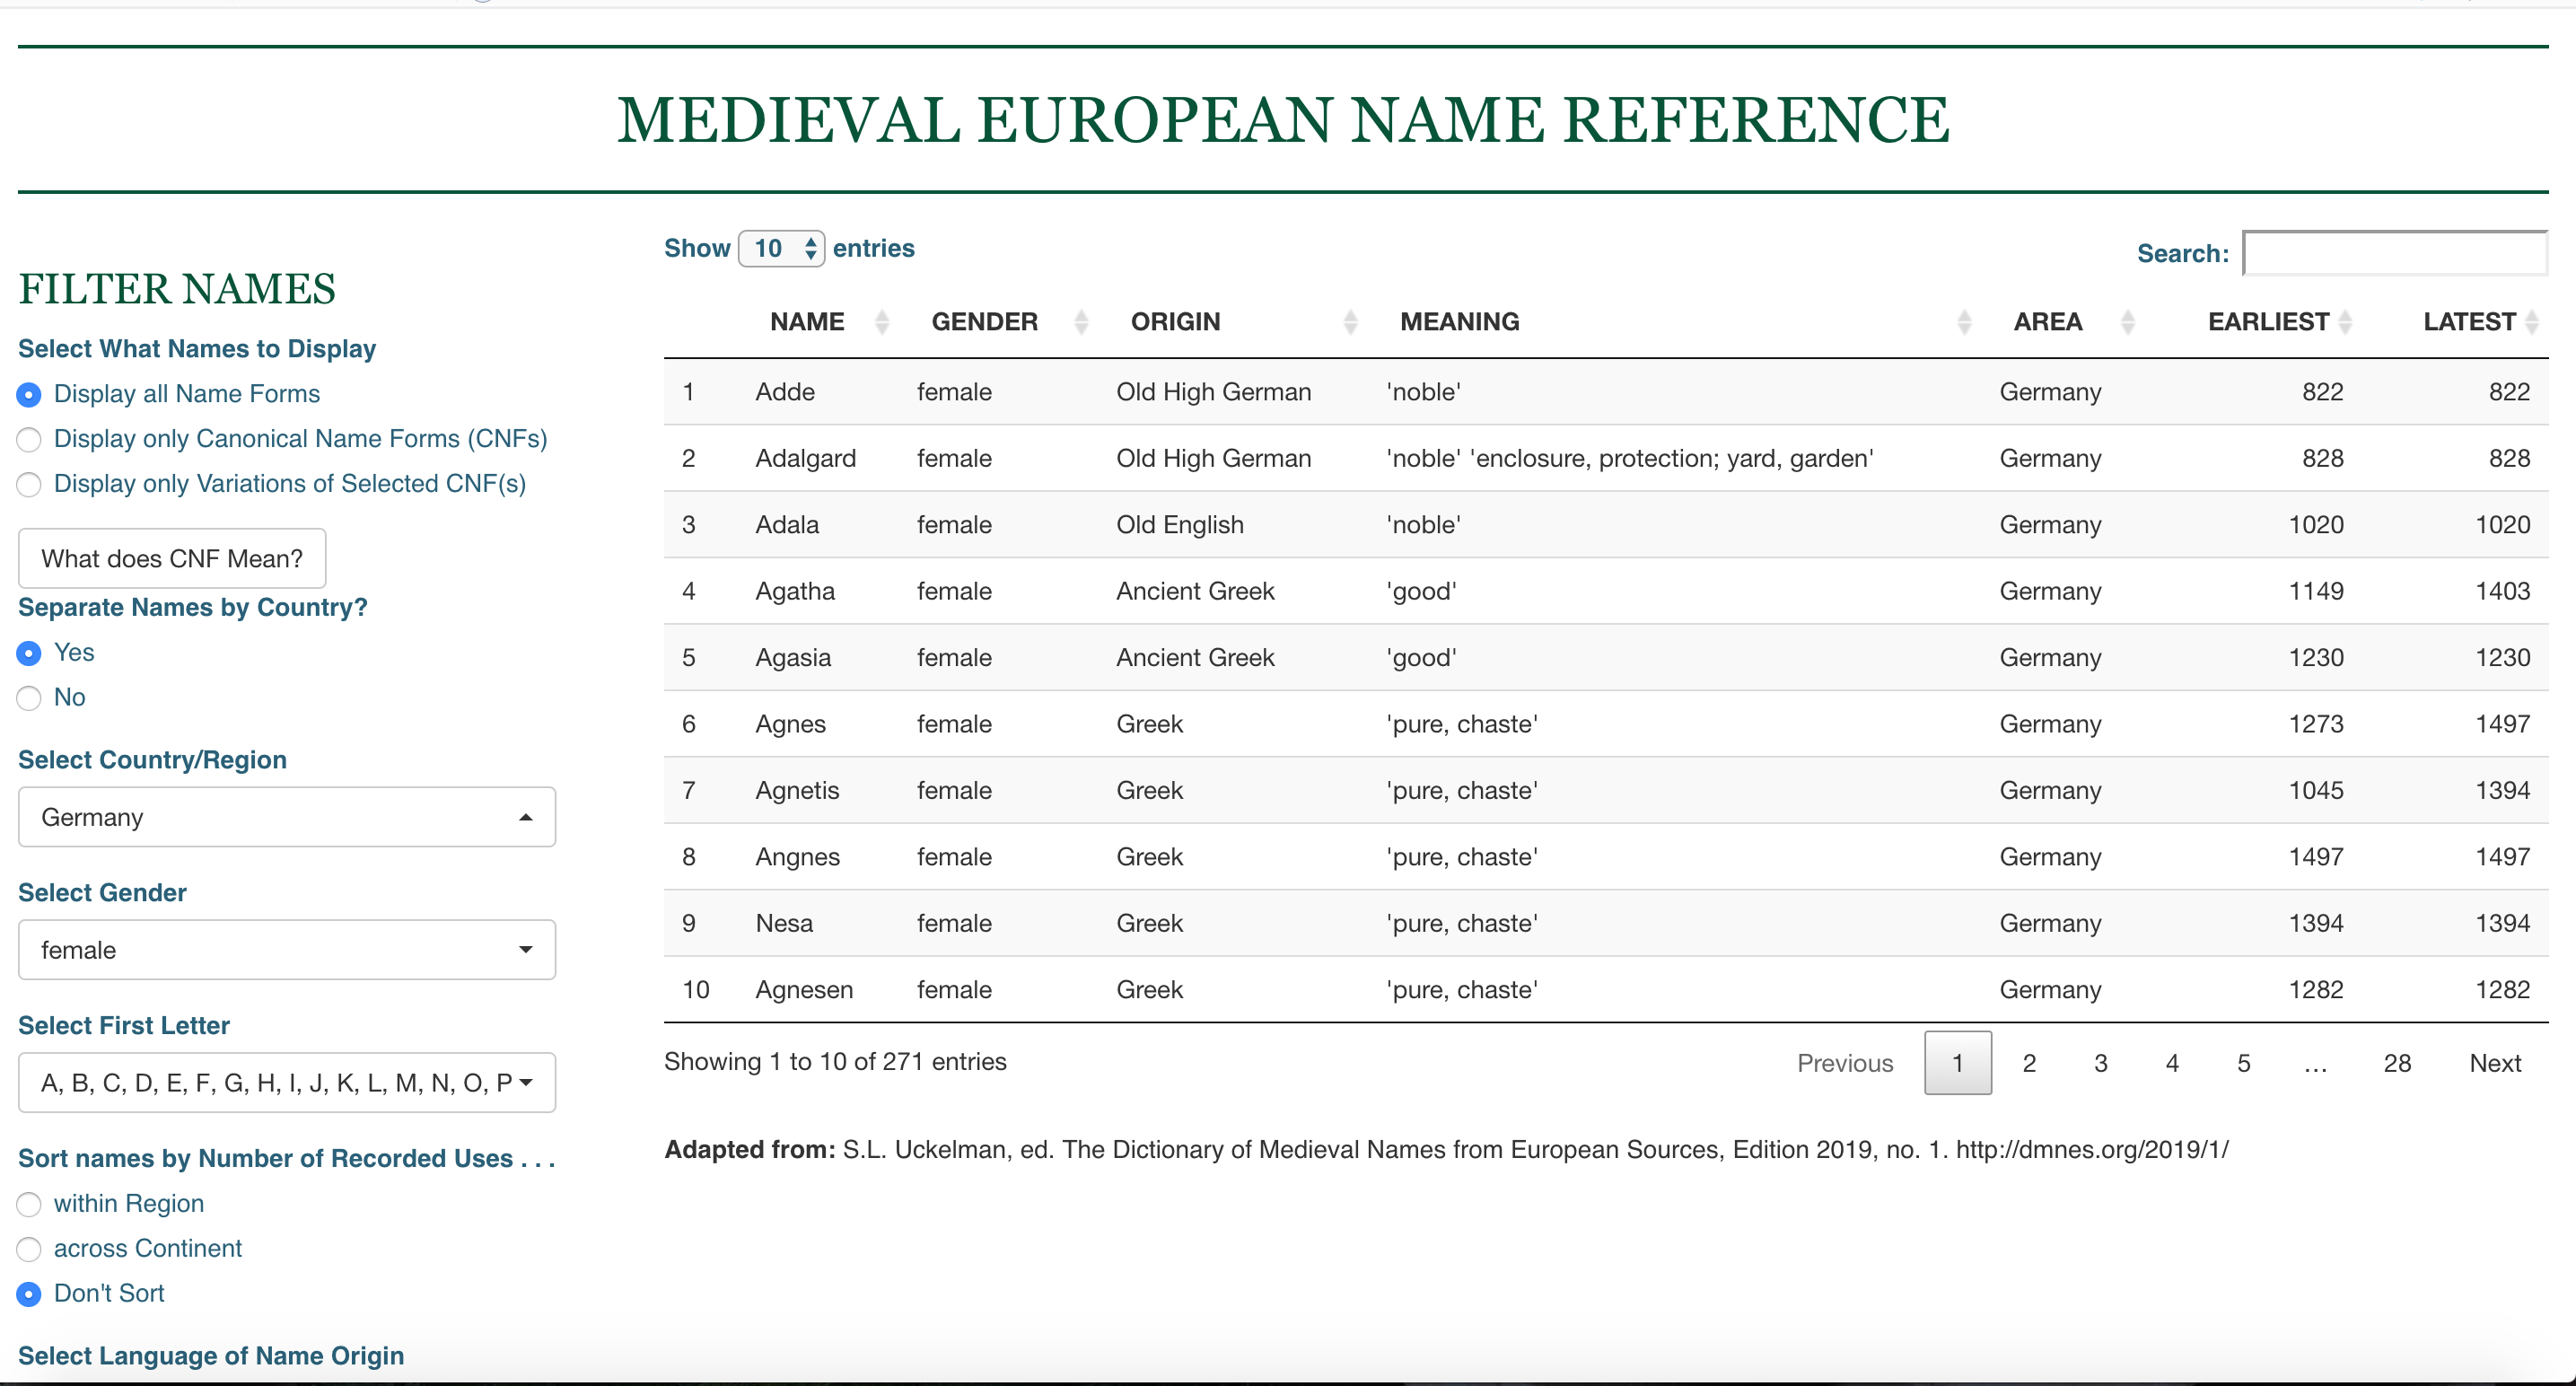 MEDIEVAL EUROPEAN NAME REFERENCE
FILTER NAMES
Select What Names to Display
Display all Name Forms
Display only Canonical Name Forms (CNFs)
Display only Variations of Selected CNF(s)
What does CNF Mean?
Separate Names by Country?
Yes
No
Select Country/Region
Germany
Select Gender
female
Select First Letter
A, B, C, D, E, F, G, H, I, J, K, L, M, N, O, P
Sort names by Number of Recorded Uses . . .
within Region
across Continent
Don't Sort
Select Language of Name Origin
Show 10 entries
Search:
NAME GENDER ORIGIN MEANING AREA EARLIEST LATEST
1 Adde female Old High German 'noble' Germany 822 822
2 Adalgard female Old High German 'noble' 'enclosure, protection; yard, garden' Germany 828 828
3 Adala female Old English 'noble' Germany 1020 1020
4 Agatha female Ancient Greek 'good' Germany 1149 1403
5 Agasia female Ancient Greek 'good' Germany 1230 1230
6 Agnes female Greek 'pure, chaste' Germany 1273 1497
7 Agnetis female Greek 'pure, chaste' Germany 1045 1394
8 Angnes female Greek 'pure, chaste' Germany 1497 1497
9 Nesa female Greek 'pure, chaste' Germany 1394 1394
10 Agnesen female Greek 'pure, chaste' Germany 1282 1282
Showing 1 to 10 of 271 entries
Previous 1 2 3 4 5 … 28 Next
Adapted from: S.L. Uckelman, ed. The Dictionary of Medieval Names from European Sources, Edition 2019, no. 1. http://dmnes.org/2019/1/